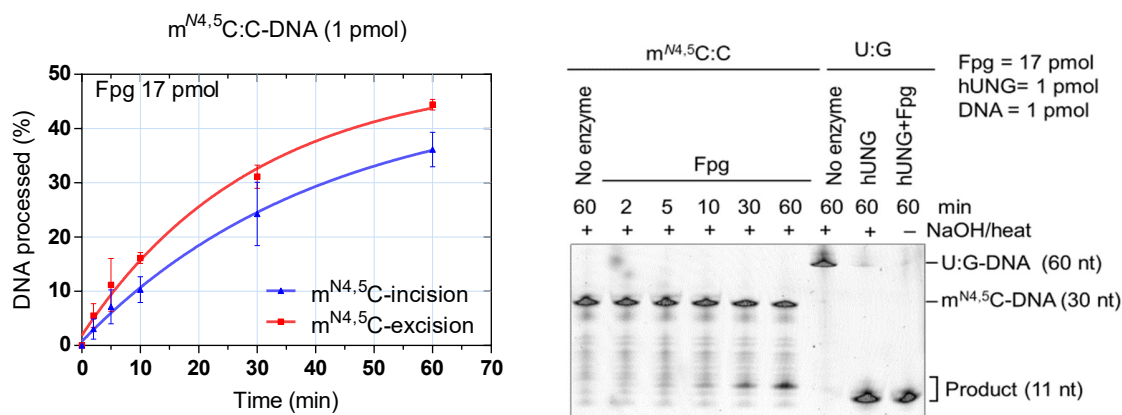 m^N4,5C:C-DNA (1 pmol)
Fpg 17 pmol
DNA processed (%)
50
40
30
20
10
0
m^N4,5C-incision
m^N4,5C-excision
0 10 20 30 40 50 60 70
Time (min)
m^N4,5C:C U:G
Fpg = 17 pmol
hUNG= 1 pmol
DNA = 1 pmol
No enzyme Fpg No enzyme hUNG hUNG+Fpg
60 2 5 10 30 60 60 60 60 min
+ + + + + + + + – NaOH/heat
U:G-DNA (60 nt)
m^N4,5C-DNA (30 nt)
Product (11 nt)